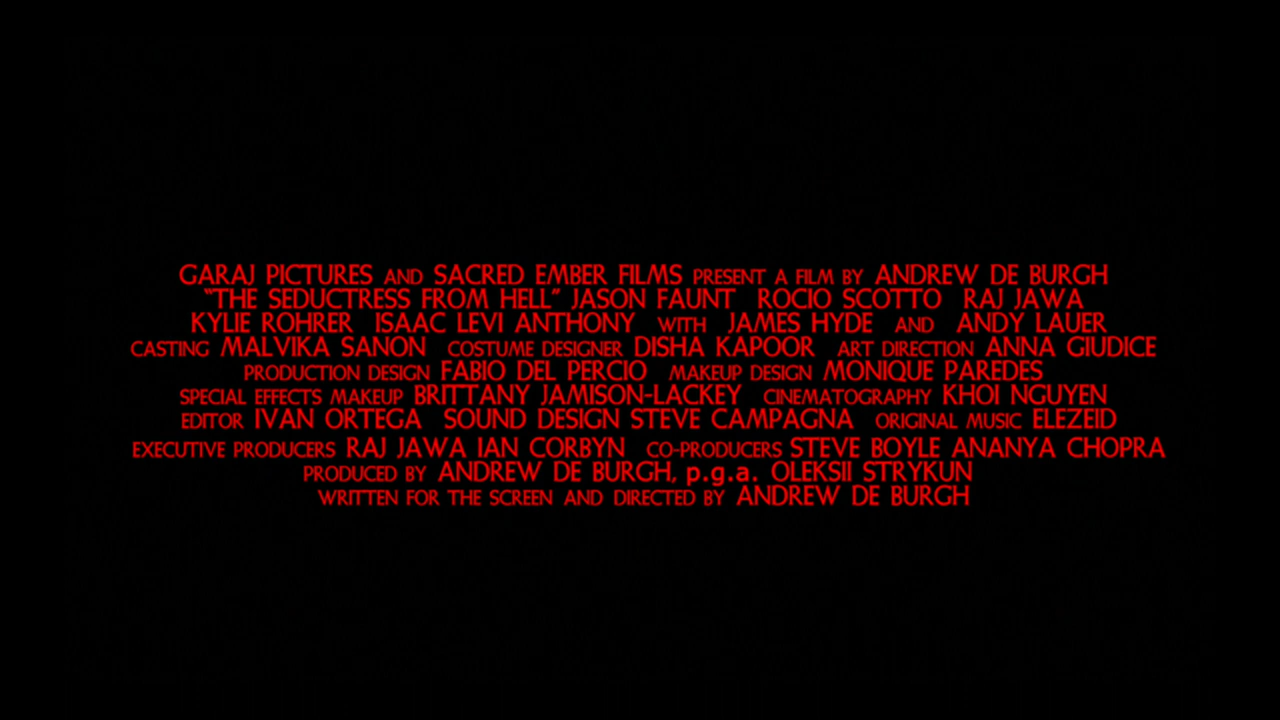 GARAJ PICTURES AND SACRED EMBER FILMS PRESENT A FILM BY ANDREW DE BURGH
"THE SEDUCTRESS FROM HELL" JASON FAUNT ROCIO SCOTTO RAJ JAWA
KYLIE ROHRER ISAAC LEVI ANTHONY WITH JAMES HYDE AND ANDY LAUER
CASTING MALVIKA SANON COSTUME DESIGNER DISHA KAPOOR ART DIRECTION ANNA GIUDICE
PRODUCTION DESIGN FABIO DEL PERCIO MAKEUP DESIGN MONIQUE PAREDES
SPECIAL EFFECTS MAKEUP BRITTANY JAMISON-LACKEY CINEMATOGRAPHY KHOI NGUYEN
EDITOR IVAN ORTEGA SOUND DESIGN STEVE CAMPAGNA ORIGINAL MUSIC ELEZEID
EXECUTIVE PRODUCERS RAJ JAWA IAN CORBYN CO-PRODUCERS STEVE BOYLE ANANYA CHOPRA
PRODUCED BY ANDREW DE BURGH, p.g.a. OLEKSII STRYKUN
WRITTEN FOR THE SCREEN AND DIRECTED BY ANDREW DE BURGH